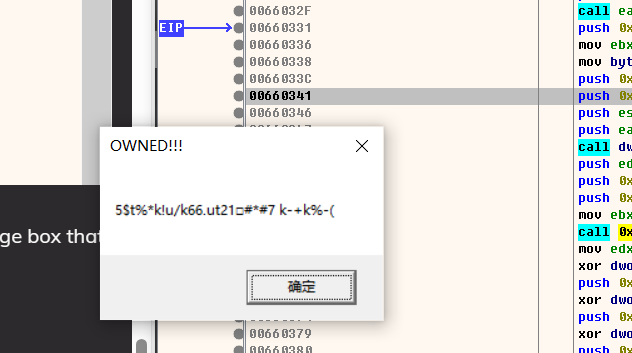 0066032F call ea
EIP 00660331 push 0x
00660336 mov ebx
00660338 mov byt
0066033C push 0x
00660341 push 0x
00660346 push es
push ea
OWNED!!!
call dw
push ed
push 0x
push 0x
5$t%*k!u/k66.ut21□#*#7 k-+k%-(
mov ebx
ge box that
call 0x
mov edx
xor dwo
确定
push 0x
xor dwo
push 0x
00660379 xor dwo
00660380 push 0x